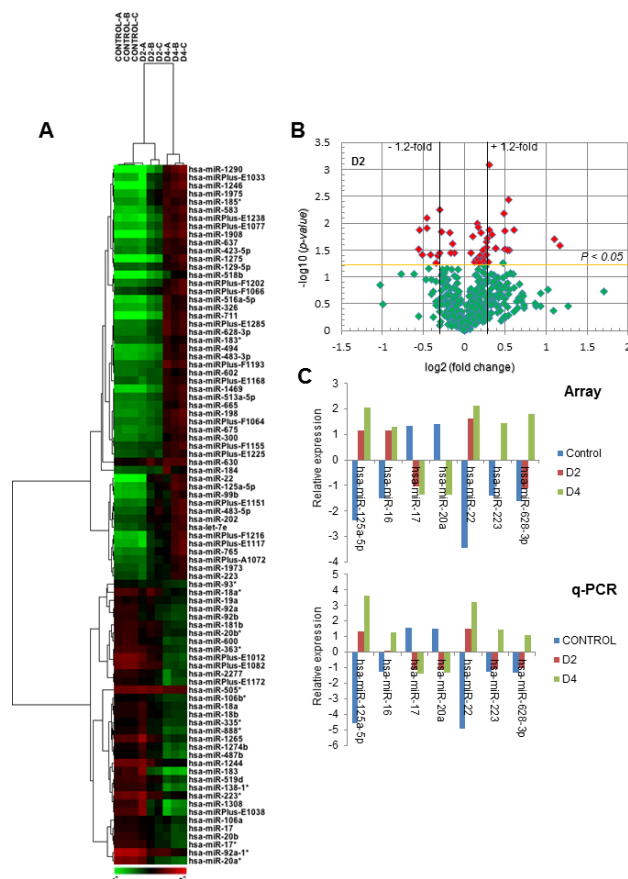 CONTROL-A
CONTROL-B
CONTROL-C
D2-A
D2-B
D2-C
D4-A
D4-B
D4-C
A
hsa-miR-1290
hsa-miRPlus-E1033
hsa-miR-1246
hsa-miR-1975
hsa-miR-185*
hsa-miR-583
hsa-miRPlus-E1238
hsa-miRPlus-E1077
hsa-miR-1908
hsa-miR-637
hsa-miR-423-5p
hsa-miR-1275
hsa-miR-129-5p
hsa-miR-518b
hsa-miRPlus-F1202
hsa-miRPlus-F1066
hsa-miR-516a-5p
hsa-miR-326
hsa-miR-711
hsa-miRPlus-E1285
hsa-miR-628-3p
hsa-miR-183*
hsa-miR-494
hsa-miR-483-3p
hsa-miRPlus-F1193
hsa-miR-602
hsa-miRPlus-E1168
hsa-miR-1469
hsa-miR-513a-5p
hsa-miR-665
hsa-miR-198
hsa-miRPlus-F1064
hsa-miR-675
hsa-miR-300
hsa-miRPlus-F1155
hsa-miRPlus-E1225
hsa-miR-630
hsa-miR-184
hsa-miR-22
hsa-miR-125a-5p
hsa-miR-99b
hsa-miRPlus-E1151
hsa-miR-483-5p
hsa-miR-202
hsa-let-7e
hsa-miRPlus-F1216
hsa-miRPlus-E1117
hsa-miR-765
hsa-miRPlus-A1072
hsa-miR-1973
hsa-miR-223
hsa-miR-93*
hsa-miR-18a*
hsa-miR-19a
hsa-miR-92a
hsa-miR-92b
hsa-miR-181b
hsa-miR-20b*
hsa-miR-600
hsa-miR-363*
hsa-miRPlus-E1012
hsa-miRPlus-E1082
hsa-miR-2277
hsa-miRPlus-E1172
hsa-miR-505*
hsa-miR-106b*
hsa-miR-18a
hsa-miR-18b
hsa-miR-335*
hsa-miR-888*
hsa-miR-1265
hsa-miR-1274b
hsa-miR-487b
hsa-miR-1244
hsa-miR-183
hsa-miR-519d
hsa-miR-138-1*
hsa-miR-223*
hsa-miR-1308
hsa-miRPlus-E1038
hsa-miR-106a
hsa-miR-17
hsa-miR-20b
hsa-miR-17*
hsa-miR-92a-1*
hsa-miR-20a*
B
- 1.2-fold
+ 1.2-fold
D2
P < 0.05
3.5
3
2.5
2
1.5
1
0.5
0
-log10 (p-value)
-1.5
-1
-0.5
0
0.5
1
1.5
2
log2 (fold change)
C
Array
3
2
1
0
-1
-2
-3
-4
Relative expression
hsa-miR-125a-5p
hsa-miR-16
hsa-miR-17
hsa-miR-20a
hsa-miR-22
hsa-miR-223
hsa-miR-628-3p
Control
D2
D4
q-PCR
4
3
2
1
0
-1
-2
-3
-4
-5
-6
Relative expression
hsa-miR-125a-5p
hsa-miR-16
hsa-miR-17
hsa-miR-20a
hsa-miR-22
hsa-miR-223
hsa-miR-628-3p
CONTROL
D2
D4